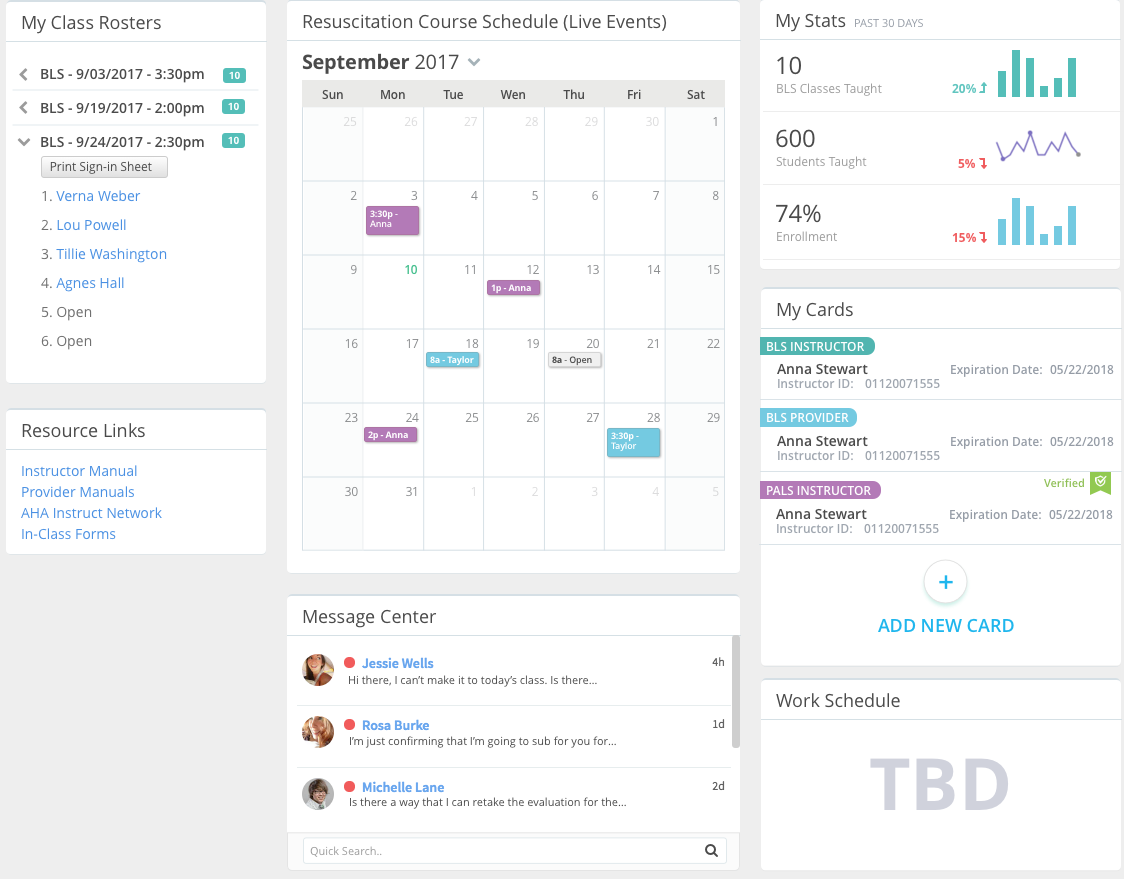 My Class Rosters
BLS - 9/03/2017 - 3:30pm 10
BLS - 9/19/2017 - 2:00pm 10
BLS - 9/24/2017 - 2:30pm 10
Print Sign-in Sheet
1. Verna Weber
2. Lou Powell
3. Tillie Washington
4. Agnes Hall
5. Open
6. Open
Resource Links
Instructor Manual
Provider Manuals
AHA Instruct Network
In-Class Forms
Resuscitation Course Schedule (Live Events)
September 2017
Sun Mon Tue Wen Thu Fri Sat
25 26 27 28 29 30 1
2 3 4 5 6 7 8
3:30p -
Anna
9 10 11 12 13 14 15
1p - Anna
16 17 18 19 20 21 22
8a - Taylor 8a - Open
23 24 25 26 27 28 29
2p - Anna 3:30p -
Taylor
30 31 1 2 3 4 5
Message Center
Jessie Wells 4h
Hi there, I can't make it to today's class. Is there...
Rosa Burke 1d
I'm just confirming that I'm going to sub for you for...
Michelle Lane 2d
Is there a way that I can retake the evaluation for the...
Quick Search..
My Stats PAST 30 DAYS
10
BLS Classes Taught 20%
600
Students Taught 5%
74%
Enrollment 15%
My Cards
BLS INSTRUCTOR
Anna Stewart Expiration Date: 05/22/2018
Instructor ID: 01120071555
BLS PROVIDER
Anna Stewart Expiration Date: 05/22/2018
Instructor ID: 01120071555
PALS INSTRUCTOR Verified
Anna Stewart Expiration Date: 05/22/2018
Instructor ID: 01120071555
+
ADD NEW CARD
Work Schedule
TBD